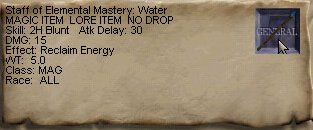 Staff of Elemental Mastery: Water
MAGIC ITEM LORE ITEM NO DROP
Skill: 2H Blunt Atk Delay: 30
DMG: 15
Effect: Reclaim Energy
WT: 5.0
Class: MAG
Race: ALL
GENERAL